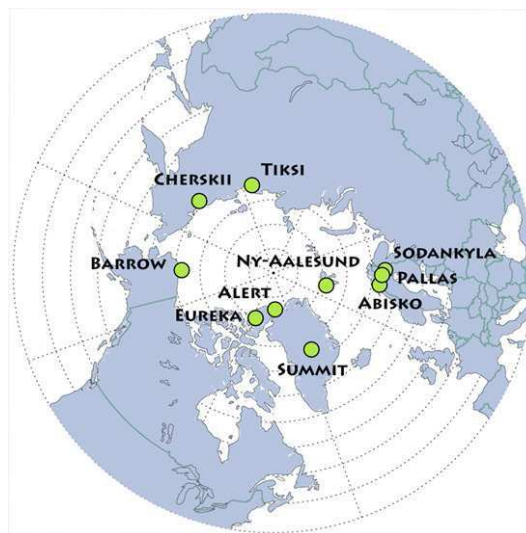 Tiksi
Cherskii
Sodankyla
Barrow
Ny-Aalesund
Pallas
Alert
Abisko
Eureka
Summit